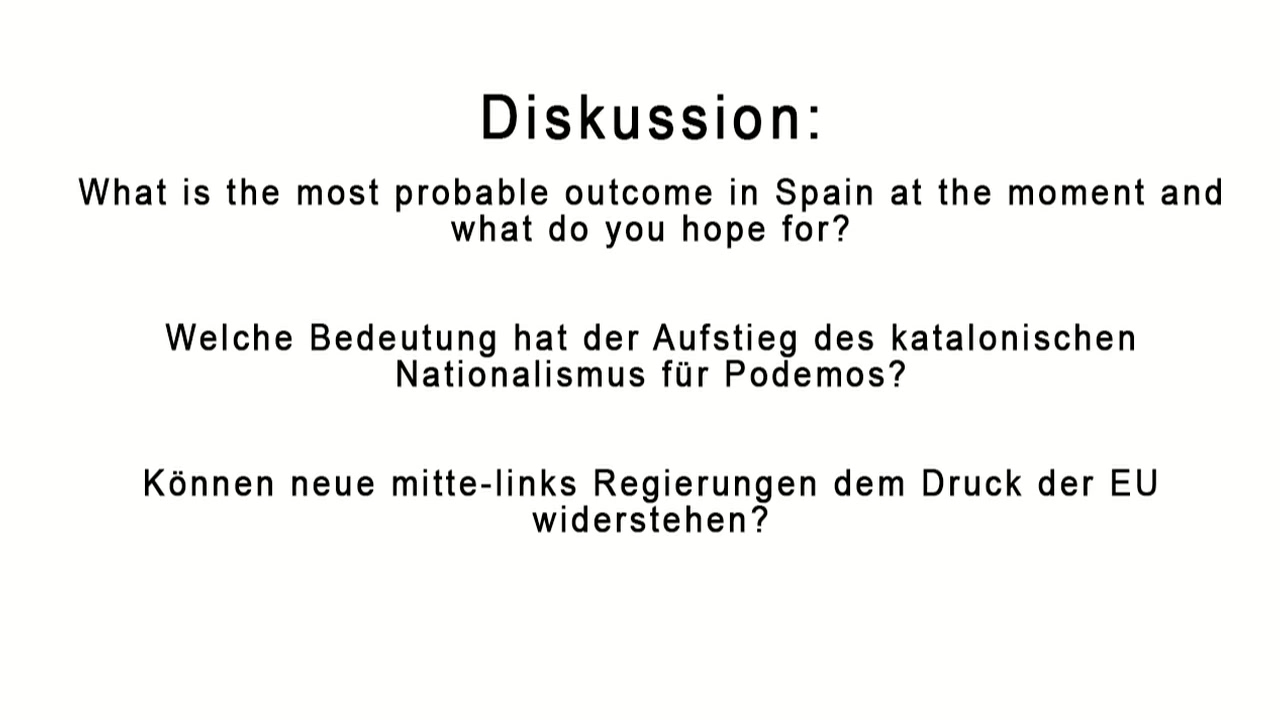 Diskussion:
What is the most probable outcome in Spain at the moment and
what do you hope for?
Welche Bedeutung hat der Aufstieg des katalonischen
Nationalismus für Podemos?
Können neue mitte-links Regierungen dem Druck der EU
widerstehen?